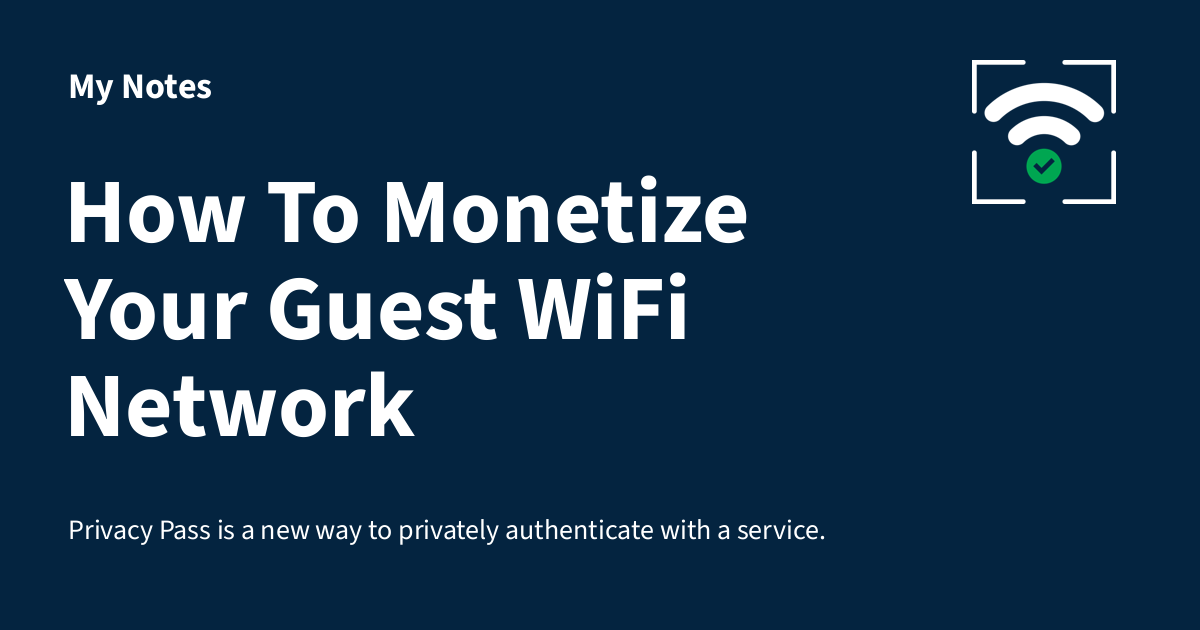 My Notes
How To Monetize
Your Guest WiFi
Network
Privacy Pass is a new way to privately authenticate with a service.